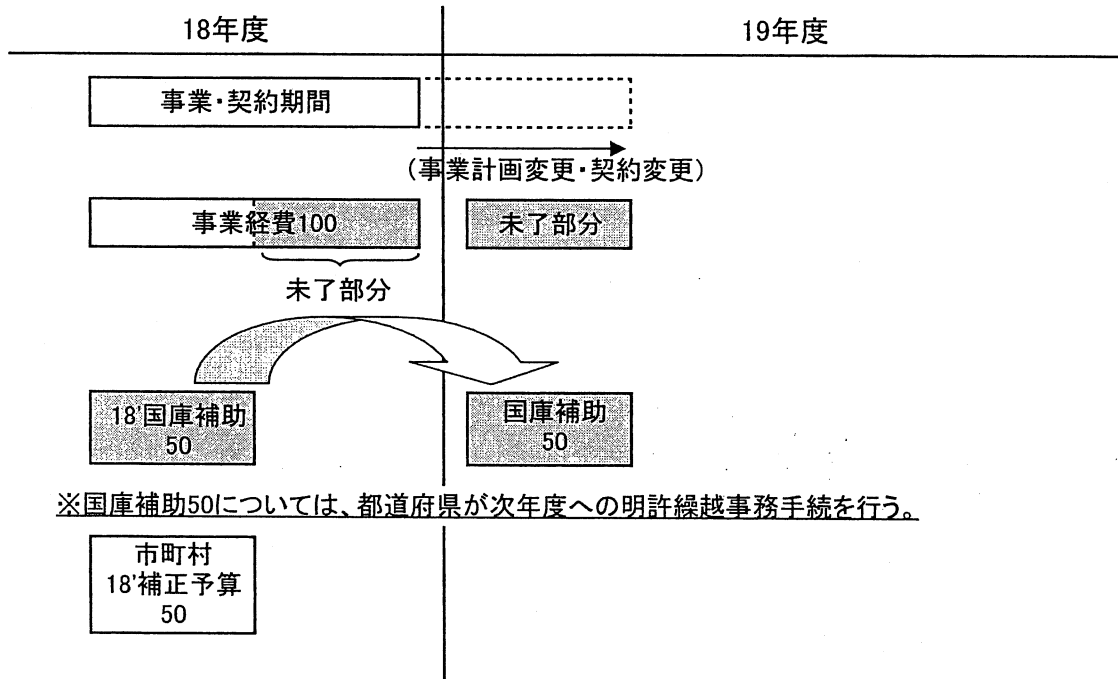 18年度
19年度
事業・契約期間
(事業計画変更・契約変更)
事業経費100
未了部分
未了部分
18'国庫補助
50
国庫補助
50
※国庫補助50については、都道府県が次年度への明許繰越事務手続を行う。
市町村
18'補正予算
50